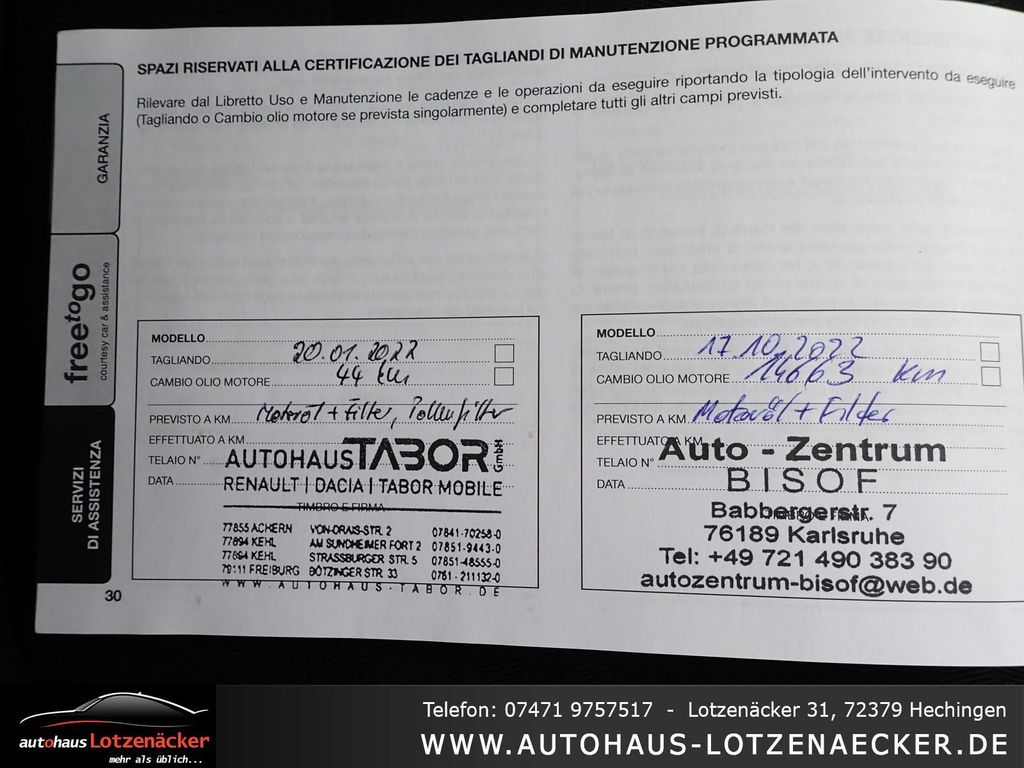 SPAZI RISERVATI ALLA CERTIFICAZIONE DEI TAGLIANDI DI MANUTENZIONE PROGRAMMATA
Rilevare dal Libretto Uso e Manutenzione le cadenze e le operazioni da eseguire riportando la tipologia dell'intervento da eseguire
(Tagliando o Cambio olio motore se prevista singolarmente) e completare tutti gli altri campi previsti.
GARANZIA
freetogo
courtesy car & assistance
SERVIZI
DI ASSISTENZA
30
MODELLO
TAGLIANDO 20.01.2022
CAMBIO OLIO MOTORE 44 km
PREVISTO A KM Motoröl + Filter, Pollenfilter
EFFETTUATO A KM
TELAIO N°
DATA
AUTOHAUS TABOR GmbH
RENAULT | DACIA | TABOR MOBILE
TIMBRO E FIRMA
77855 ACHERN VON-DRAIS-STR. 2 07841-70258-0
77694 KEHL AM SUNDHEIMER FORT 2 07851-9443-0
77694 KEHL STRASSBURGER STR. 5 07851-48555-0
79111 FREIBURG BÖTZINGER STR. 33 0761-211132-0
WWW.AUTOHAUS-TABOR.DE
MODELLO
TAGLIANDO 17.10.2022
CAMBIO OLIO MOTORE 14663 km
PREVISTO A KM Motoröl + Filter
EFFETTUATO A KM
TELAIO N°
DATA
Auto - Zentrum
BISOF
Babbergerstr. 7
76189 Karlsruhe
Tel: +49 721 490 383 90
autozentrum-bisof@web.de
autohaus Lotzenäcker
mehr als üblich...
Telefon: 07471 9757517 - Lotzenäcker 31, 72379 Hechingen
WWW.AUTOHAUS-LOTZENAECKER.DE